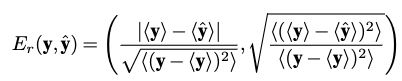 $E_r(\mathbf{y},\hat{\mathbf{y}}) = \left( \frac{|\langle \mathbf{y} \rangle - \langle \hat{\mathbf{y}} \rangle|}{\sqrt{\langle (\mathbf{y} - \langle \mathbf{y} \rangle)^2 \rangle}}, \sqrt{\frac{\langle (\langle \mathbf{y} \rangle - \langle \hat{\mathbf{y}} \rangle)^2 \rangle}{\langle (\mathbf{y} - \langle \mathbf{y} \rangle)^2 \rangle}} \right)$